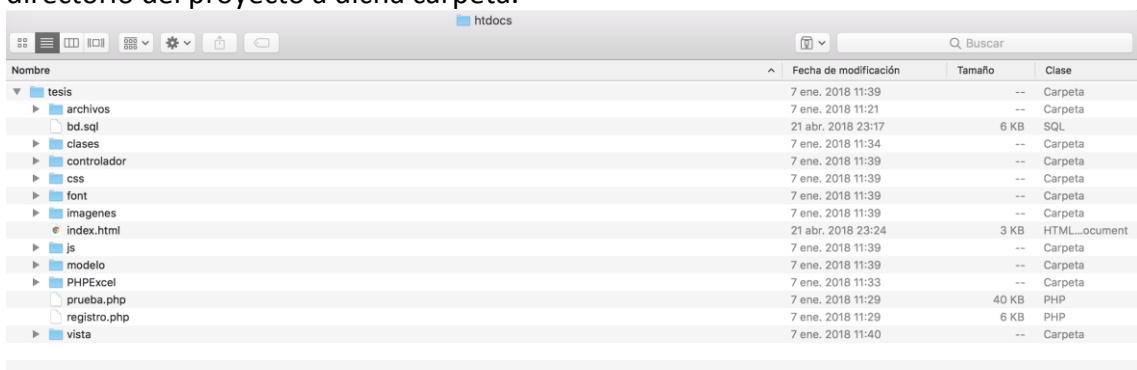 directorio del proyecto a dicha carpeta.
htdocs
Buscar
Nombre Fecha de modificación Tamaño Clase
tesis 7 ene. 2018 11:39 -- Carpeta
archivos 7 ene. 2018 11:21 -- Carpeta
bd.sql 21 abr. 2018 23:17 6 KB SQL
clases 7 ene. 2018 11:34 -- Carpeta
controlador 7 ene. 2018 11:39 -- Carpeta
css 7 ene. 2018 11:39 -- Carpeta
font 7 ene. 2018 11:39 -- Carpeta
imagenes 7 ene. 2018 11:39 -- Carpeta
index.html 21 abr. 2018 23:24 3 KB HTML...ocument
js 7 ene. 2018 11:39 -- Carpeta
modelo 7 ene. 2018 11:39 -- Carpeta
PHPExcel 7 ene. 2018 11:33 -- Carpeta
prueba.php 7 ene. 2018 11:29 40 KB PHP
registro.php 7 ene. 2018 11:29 6 KB PHP
vista 7 ene. 2018 11:40 -- Carpeta